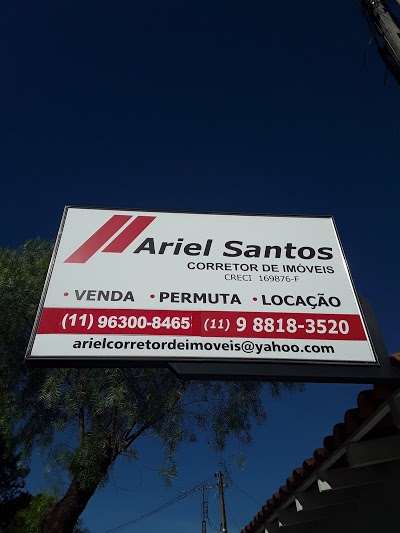 Ariel Santos
CORRETOR DE IMÓVEIS
CRECI 169876-F
• VENDA • PERMUTA • LOCAÇÃO
(11) 96300-8465 (11) 9 8818-3520
arielcorretordeimoveis@yahoo.com